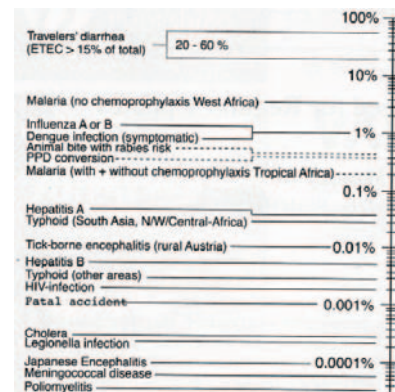 100%
Travelers' diarrhea
(ETEC > 15% of total)
20 - 60 %
10%
Malaria (no chemoprophylaxis West Africa)
Influenza A or B
1%
Dengue infection (symptomatic)
Animal bite with rabies risk
PPD conversion
Malaria (with + without chemoprophylaxis Tropical Africa)
0.1%
Hepatitis A
Typhoid (South Asia, N/W/Central-Africa)
Tick-borne encephalitis (rural Austria)
0.01%
Hepatitis B
Typhoid (other areas)
HIV-infection
Fatal accident
0.001%
Cholera
Legionella infection
Japanese Encephalitis
0.0001%
Meningococcal disease
Poliomyelitis